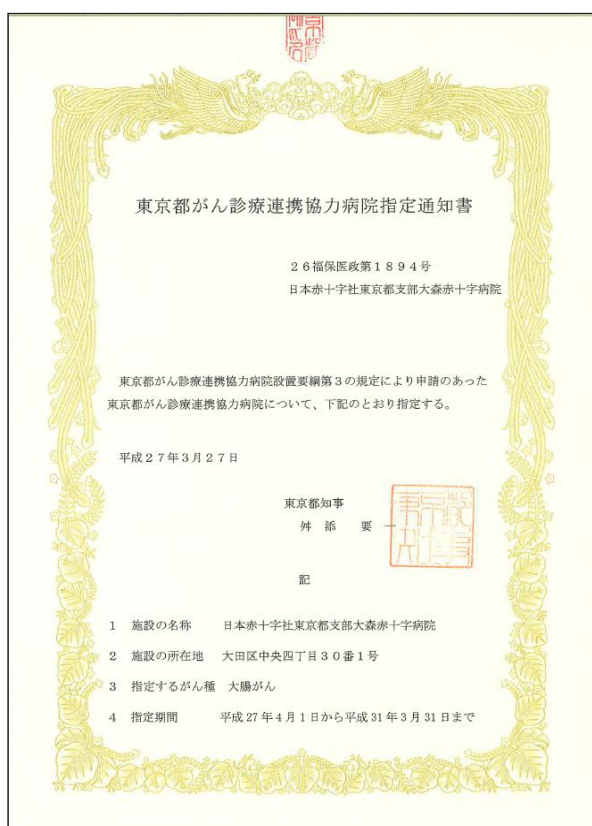 東京都がん診療連携協力病院指定通知書
26福保医政第1894号
日本赤十字社東京都支部大森赤十字病院
東京都がん診療連携協力病院設置要綱第3の規定により申請のあった
東京都がん診療連携協力病院について、下記のとおり指定する。
平成27年3月27日
東京都知事
舛添要一
記
1 施設の名称 日本赤十字社東京都支部大森赤十字病院
2 施設の所在地 大田区中央四丁目30番1号
3 指定するがん種 大腸がん
4 指定期間 平成27年4月1日から平成31年3月31日まで